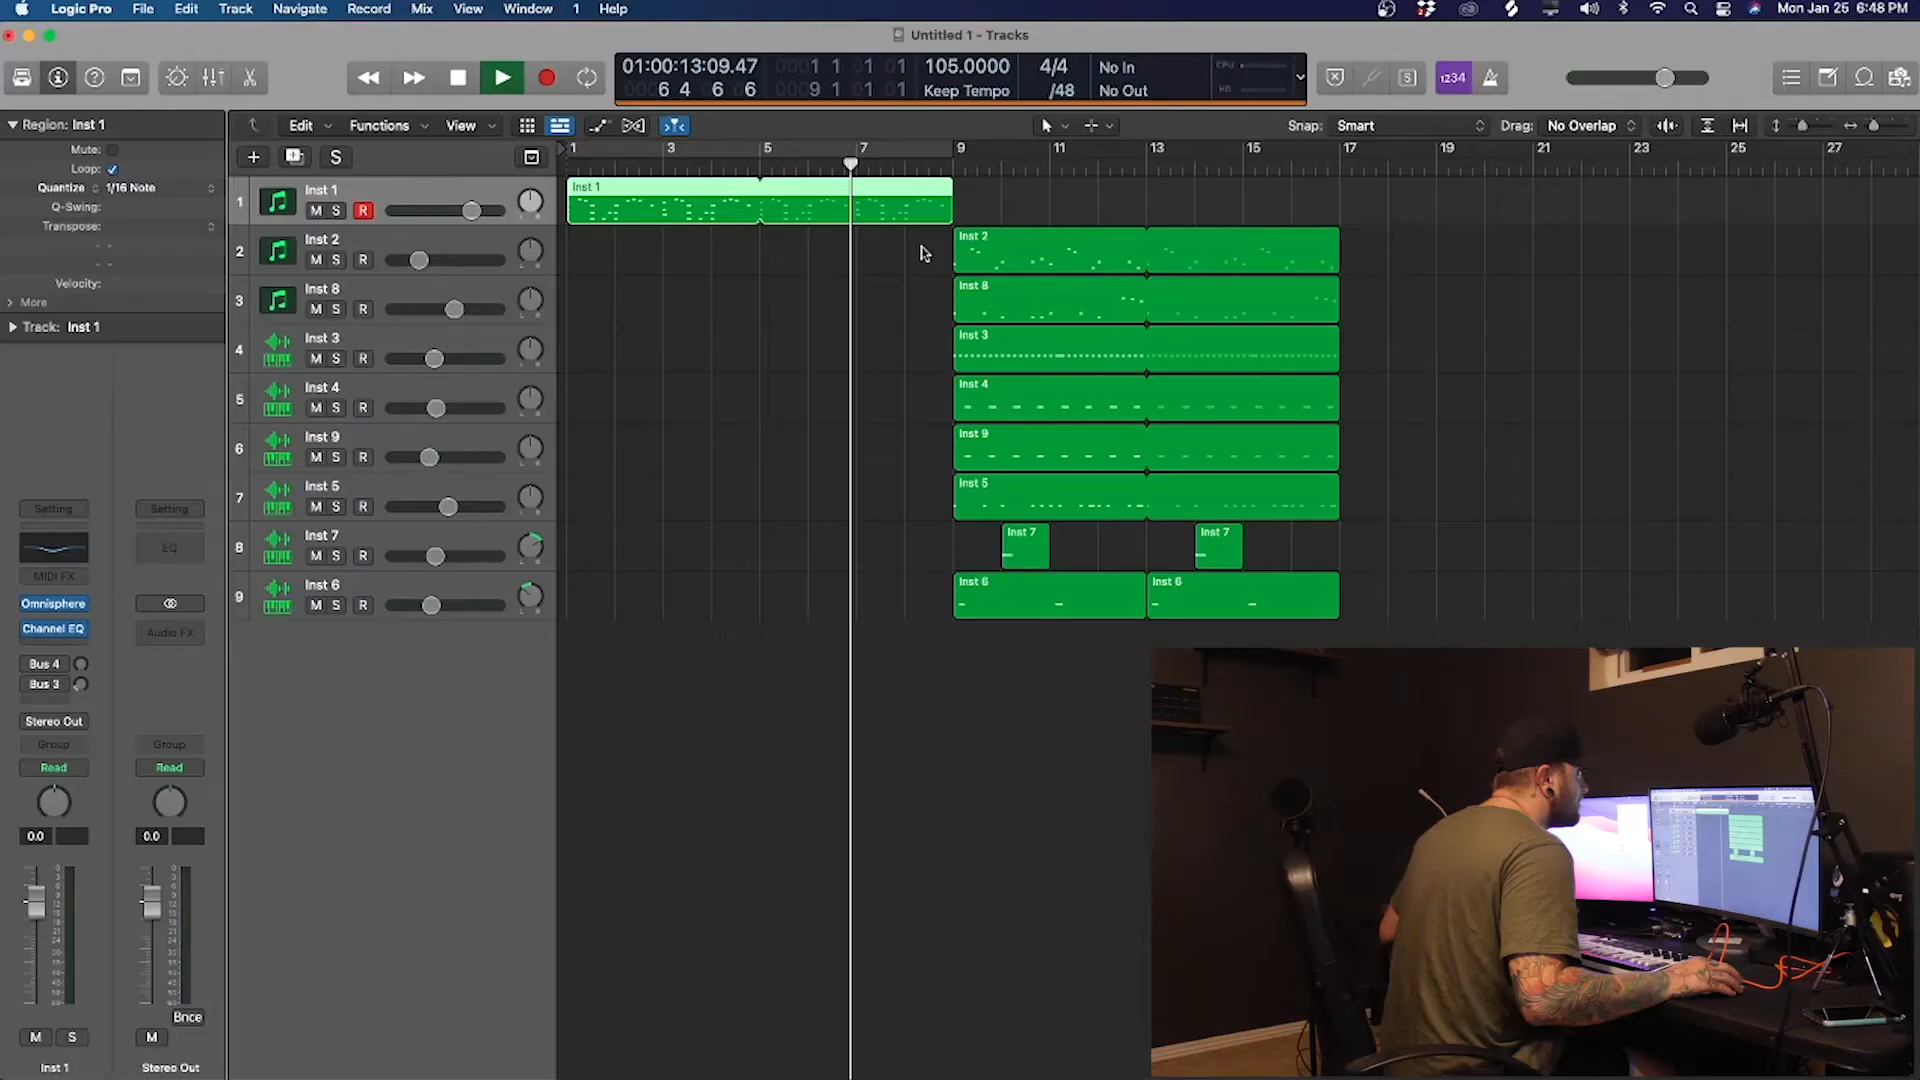 Logic Pro File Edit Track Navigate Record Mix View Window 1 Help Mon Jan 25 6:48 PM
Untitled 1 - Tracks
01:00:13:09.47 0001 1 01 01 105.0000 4/4 No In CPU
6 4 6 6 0009 1 01 01 Keep Tempo /48 No Out HD
S 1234
Region: Inst 1
Edit Functions View Snap: Smart Drag: No Overlap
Mute:
Loop:
Quantize 1/16 Note
Q-Swing:
Transpose:
Velocity:
More
Track: Inst 1
S
1 3 5 7 9 11 13 15 17 19 21 23 25 27
1 Inst 1 M S R
Inst 1
2 Inst 2 M S R
Inst 2
3 Inst 8 M S R
Inst 8
4 Inst 3 M S R
Inst 3
5 Inst 4 M S R
Inst 4
6 Inst 9 M S R
Inst 9
7 Inst 5 M S R
Inst 5
8 Inst 7 M S R
Inst 7 Inst 7
9 Inst 6 M S R
Inst 6 Inst 6
Setting Setting
EQ
MIDI FX
Omnisphere
Channel EQ Audio FX
Bus 4
Bus 3
Stereo Out
Group Group
Read Read
0.0 0.0
Bnce
M S M
Inst 1 Stereo Out